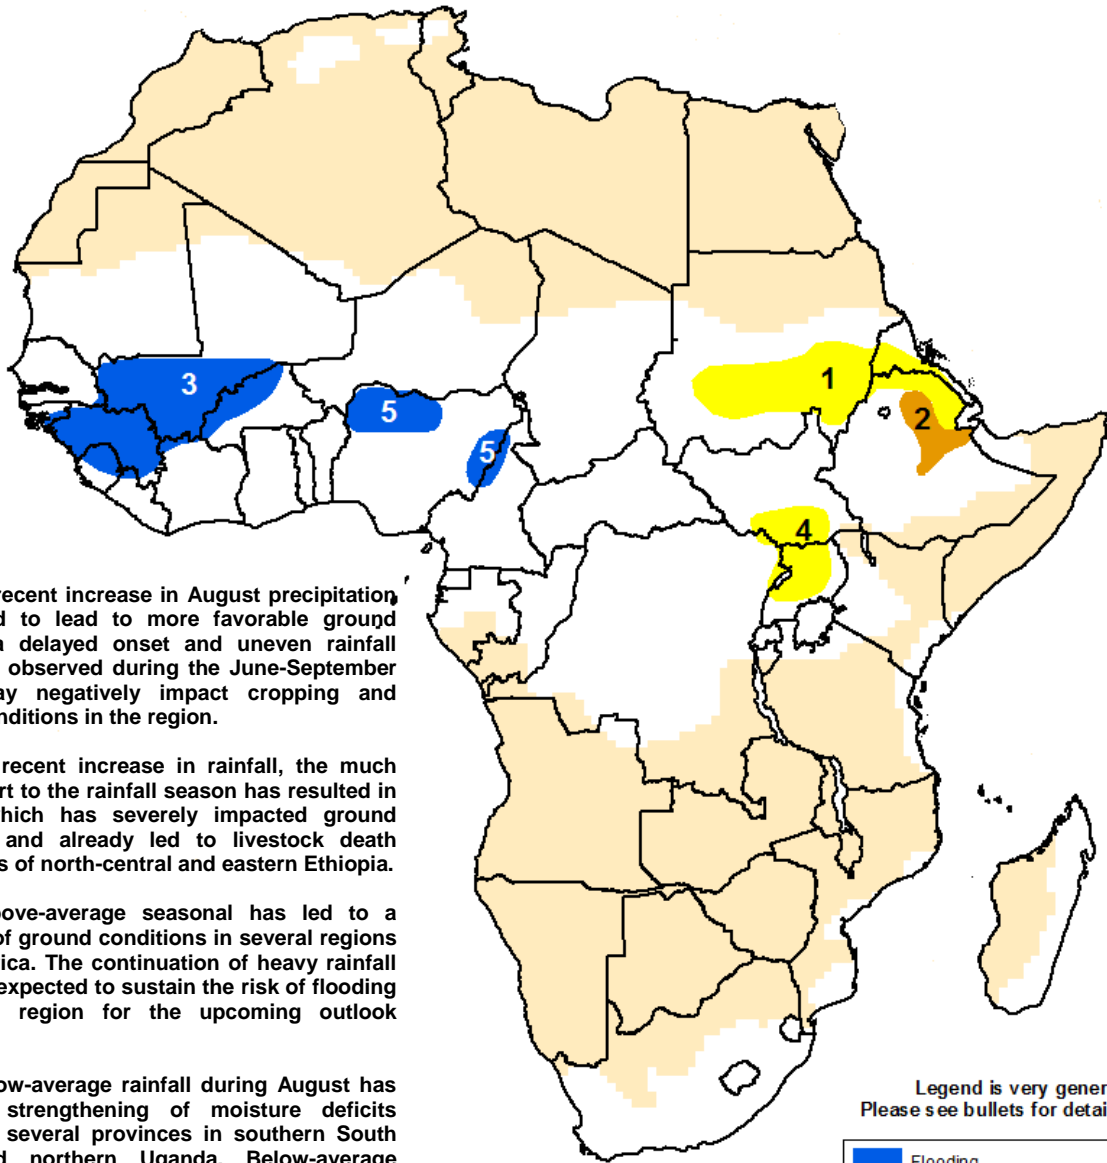 3
5
5
1
2
4
recent increase in August precipitation
d to lead to more favorable ground
a delayed onset and uneven rainfall
observed during the June-September
ay negatively impact cropping and
nditions in the region.
recent increase in rainfall, the much
rt to the rainfall season has resulted in
hich has severely impacted ground
and already led to livestock death
s of north-central and eastern Ethiopia.
ove-average seasonal has led to a
of ground conditions in several regions
ica. The continuation of heavy rainfall
expected to sustain the risk of flooding
region for the upcoming outlook
ow-average rainfall during August has
strengthening of moisture deficits
several provinces in southern South
d northern Uganda. Below-average
Legend is very gener
Please see bullets for detai
Flooding